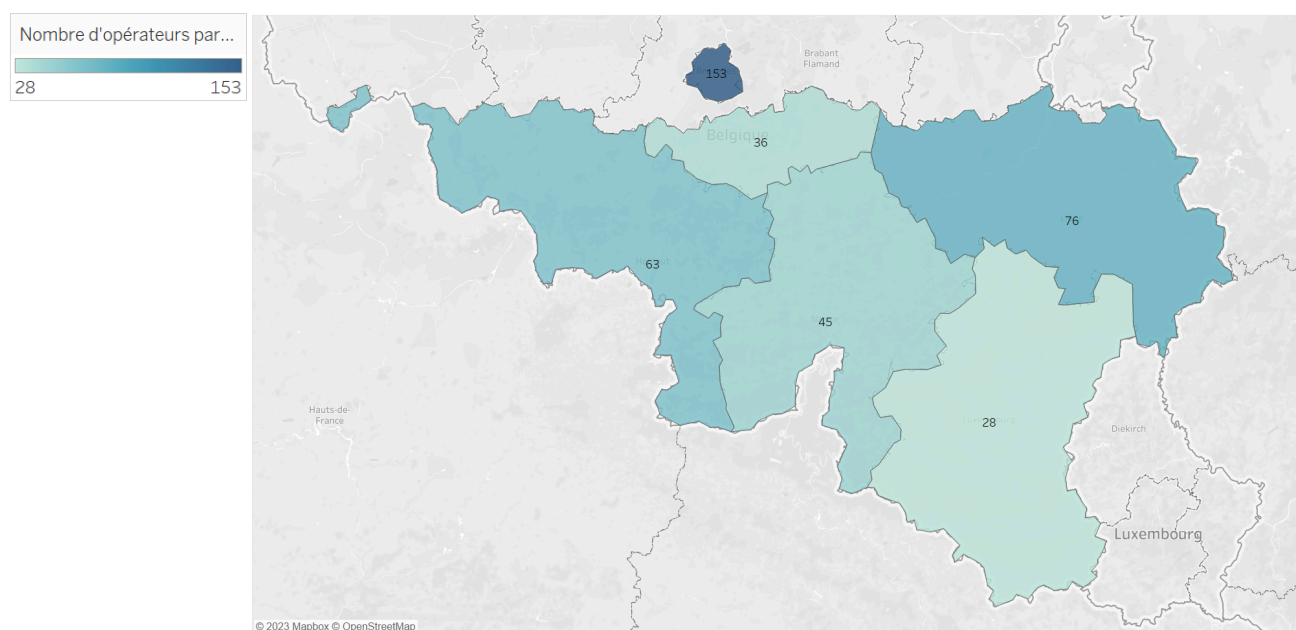 Nombre d'opérateurs par...
28
153
Brabant
Flamand
153
Belgique
36
76
63
45
Hauts-de-
France
28
Diekirch
Luxembourg
© 2023 Mapbox © OpenStreetMap